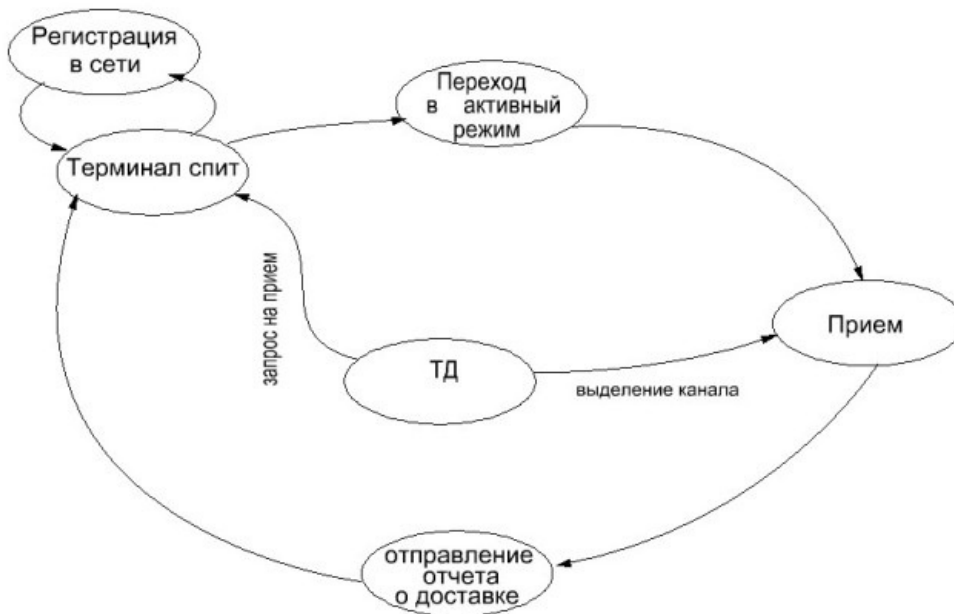 Регистрация
в сети
Переход
в активный
режим
Терминал спит
запрос на прием
Прием
ТД
выделение канала
отправление
отчета
о доставке